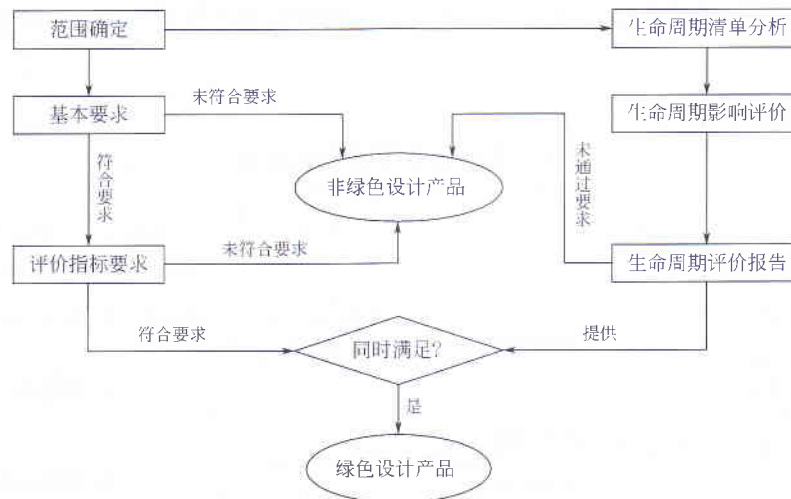 范围确定
生命周期清单分析
基本要求
未符合要求
生命周期影响评价
符合要求
非绿色设计产品
未通过要求
评价指标要求
未符合要求
生命周期评价报告
符合要求
同时满足?
提供
是
绿色设计产品